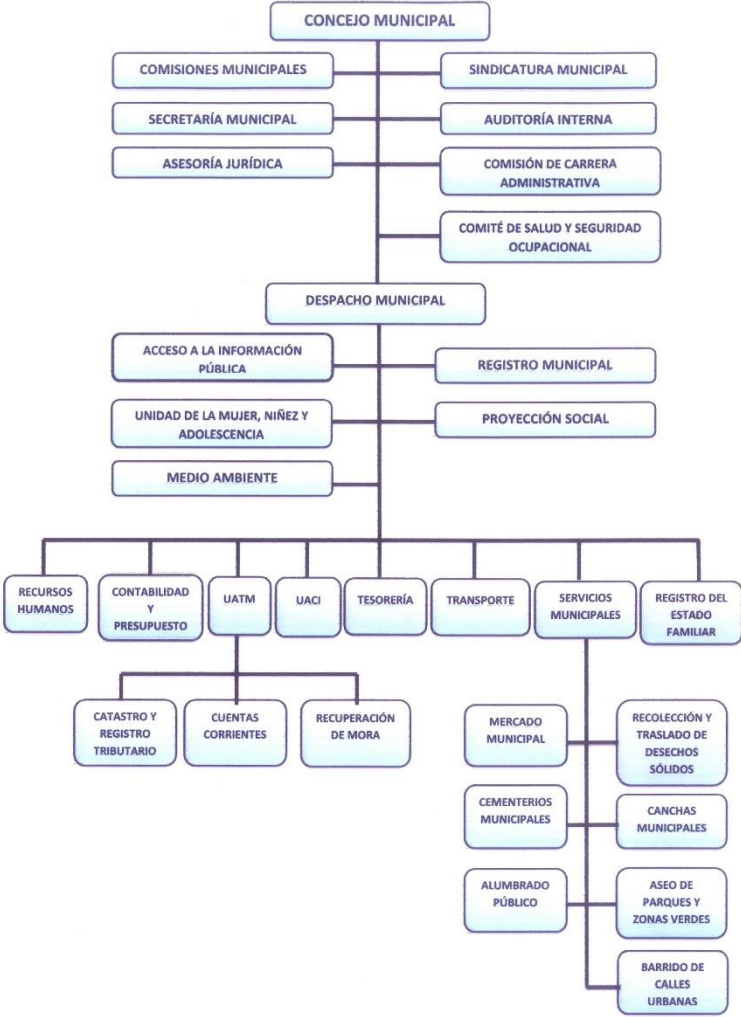 CONCEJO MUNICIPAL
COMISIONES MUNICIPALES
SINDICATURA MUNICIPAL
SECRETARÍA MUNICIPAL
AUDITORÍA INTERNA
ASESORÍA JURÍDICA
COMISIÓN DE CARRERA
ADMINISTRATIVA
COMITÉ DE SALUD Y SEGURIDAD
OCUPACIONAL
DESPACHO MUNICIPAL
ACCESO A LA INFORMACIÓN
PÚBLICA
REGISTRO MUNICIPAL
UNIDAD DE LA MUJER, NIÑEZ Y
ADOLESCENCIA
PROYECCIÓN SOCIAL
MEDIO AMBIENTE
RECURSOS
HUMANOS
CONTABILIDAD
Y
PRESUPUESTO
UATM
UACI
TESORERÍA
TRANSPORTE
SERVICIOS
MUNICIPALES
REGISTRO DEL
ESTADO
FAMILIAR
CATASTRO Y
REGISTRO
TRIBUTARIO
CUENTAS
CORRIENTES
RECUPERACIÓN
DE MORA
MERCADO
MUNICIPAL
RECOLECCIÓN Y
TRASLADO DE
DESECHOS
SÓLIDOS
CEMENTERIOS
MUNICIPALES
CANCHAS
MUNICIPALES
ALUMBRADO
PÚBLICO
ASEO DE
PARQUES Y
ZONAS VERDES
BARRIDO DE
CALLES
URBANAS